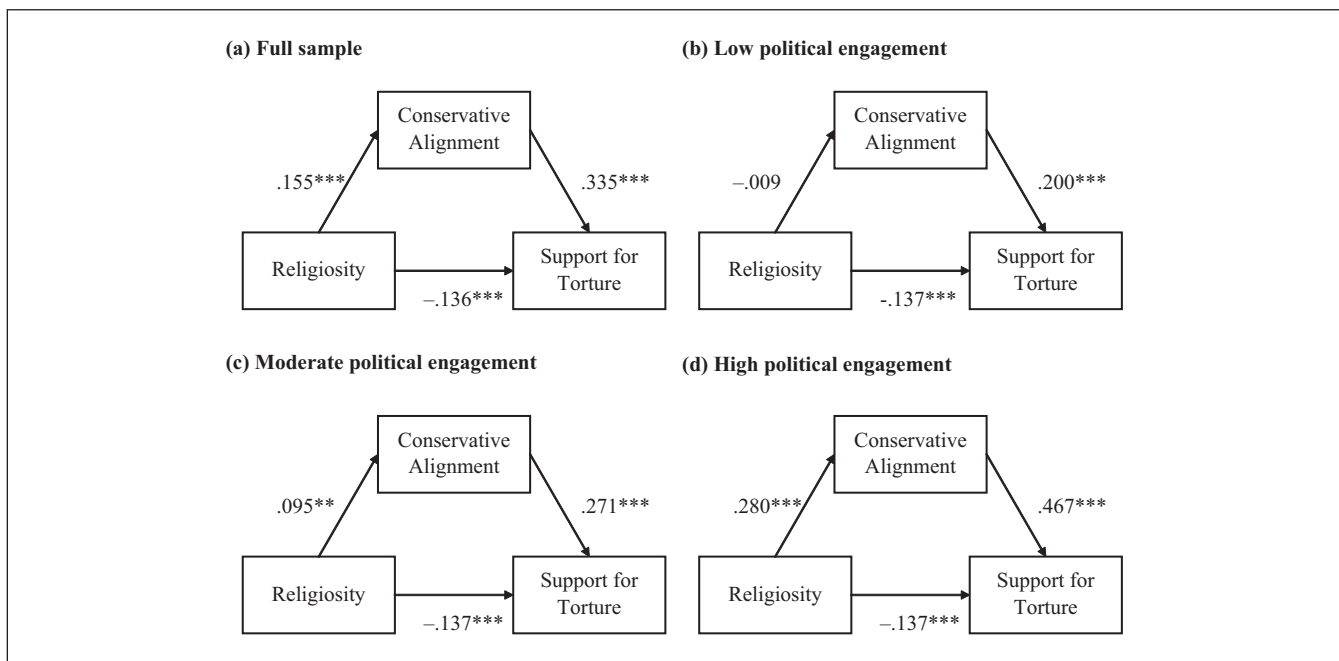 (a) Full sample
Conservative
Alignment
.155***
.335***
Religiosity
Support for
Torture
–.136***
(b) Low political engagement
Conservative
Alignment
–.009
.200***
Religiosity
Support for
Torture
-.137***
(c) Moderate political engagement
Conservative
Alignment
.095**
.271***
Religiosity
Support for
Torture
–.137***
(d) High political engagement
Conservative
Alignment
.280***
.467***
Religiosity
Support for
Torture
–.137***